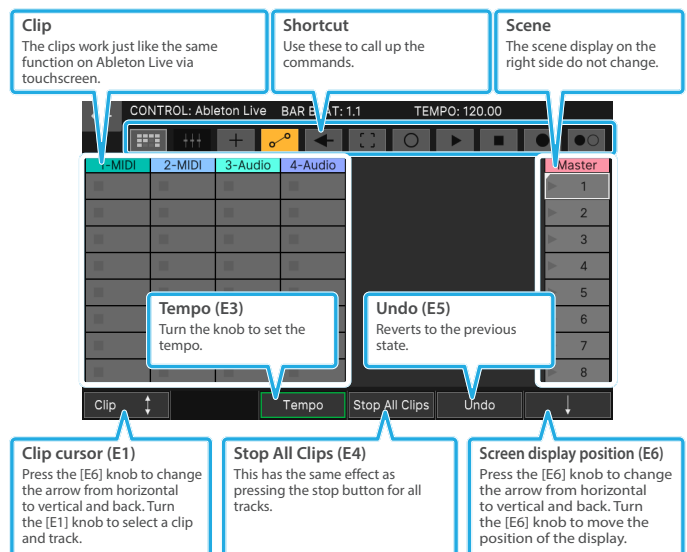 Clip
The clips work just like the same
function on Ableton Live via
touchscreen.
Shortcut
Use these to call up the
commands.
Scene
The scene display on the
right side do not change.
CONTROL: Ableton Live BAR BEAT: 1.1 TEMPO: 120.00
1-MIDI 2-MIDI 3-Audio 4-Audio Master
1
2
3
4
5
6
7
8
Tempo (E3)
Turn the knob to set the
tempo.
Undo (E5)
Reverts to the previous
state.
Clip Tempo Stop All Clips Undo
Clip cursor (E1)
Press the [E6] knob to change
the arrow from horizontal
to vertical and back. Turn
the [E1] knob to select a clip
and track.
Stop All Clips (E4)
This has the same effect as
pressing the stop button for all
tracks.
Screen display position (E6)
Press the [E6] knob to change
the arrow from horizontal
to vertical and back. Turn
the [E6] knob to move the
position of the display.